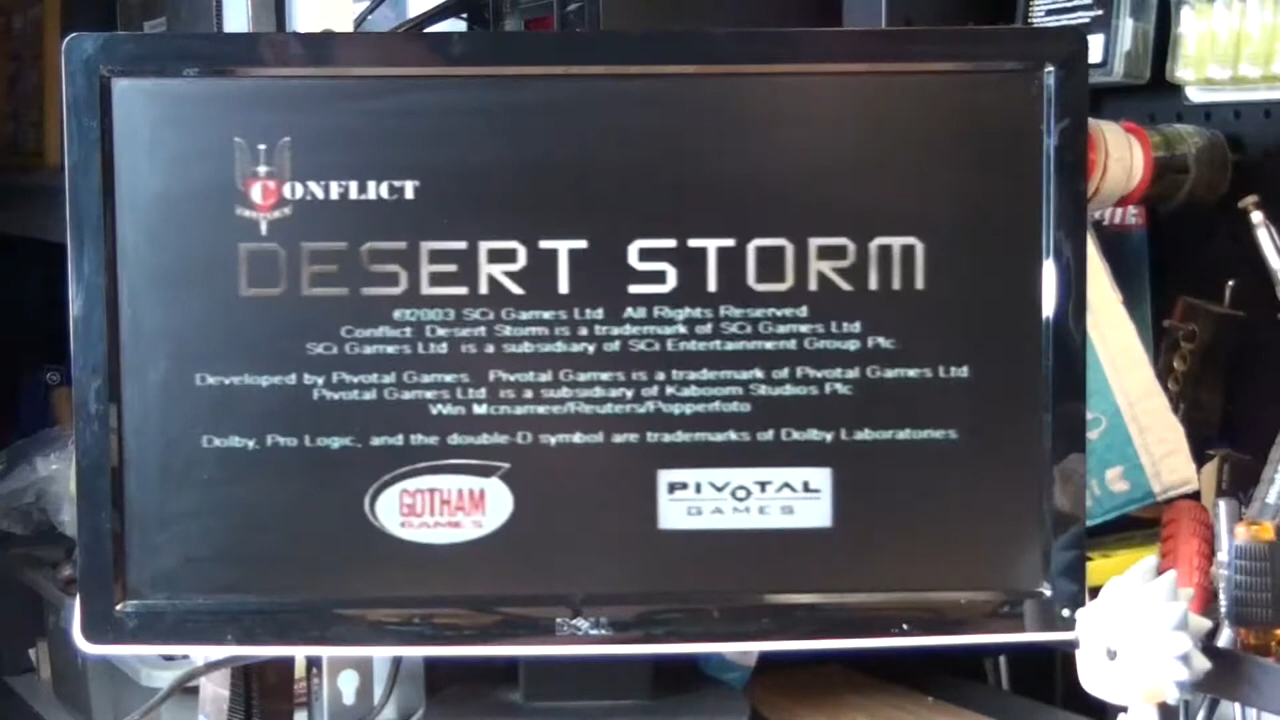 CONFLICT
DESERT STORM
©2003 SCi Games Ltd. All Rights Reserved
Conflict: Desert Storm is a trademark of SCi Games Ltd.
SCi Games Ltd. is a subsidiary of SCi Entertainment Group Plc.
Developed by Pivotal Games. Pivotal Games is a trademark of Pivotal Games Ltd.
Pivotal Games Ltd. is a subsidiary of Kaboom Studios Plc
Win Mcnamee/Reuters/Popperfoto
Dolby, Pro Logic, and the double-D symbol are trademarks of Dolby Laboratories.
GOTHAM
GAMES
PIVOTAL
GAMES
DELL